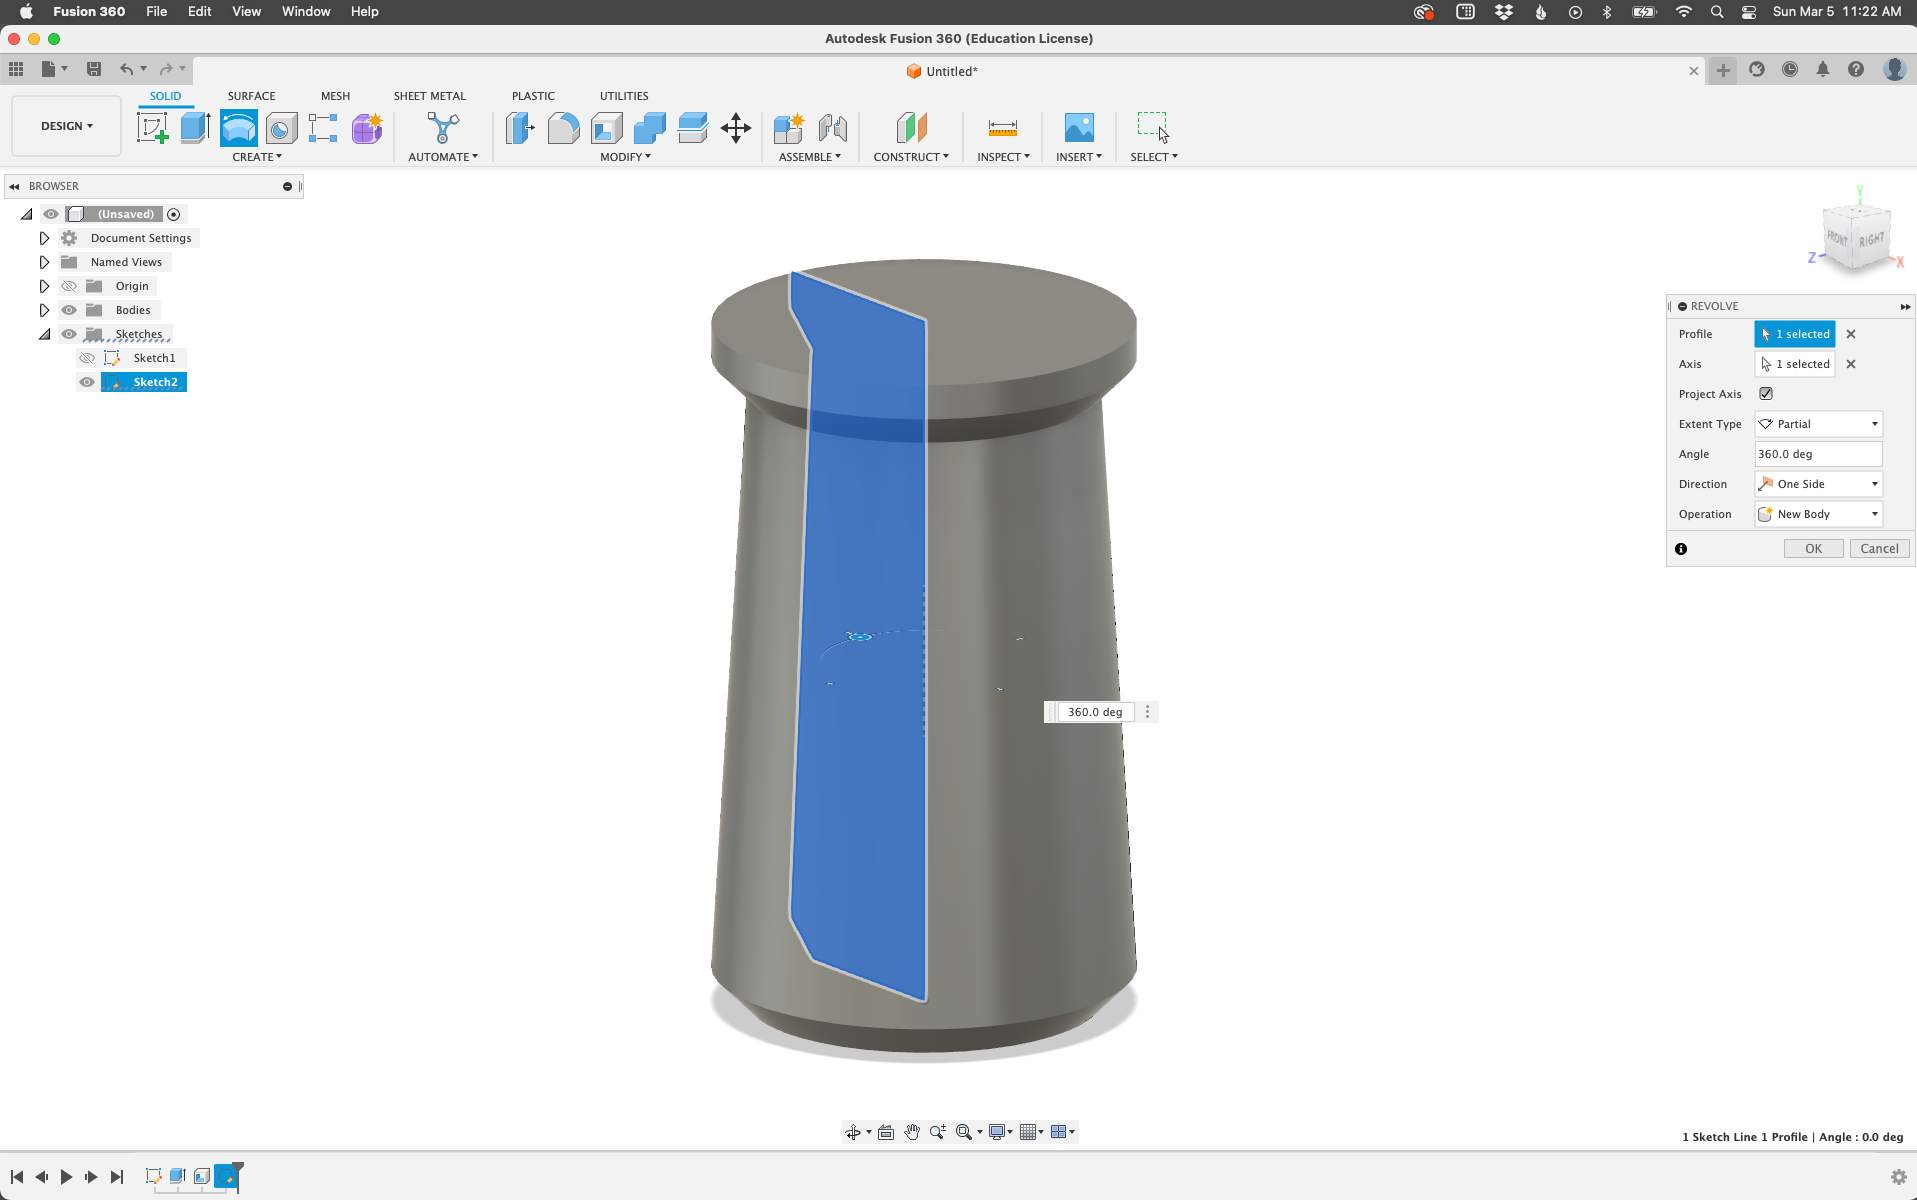 Fusion 360 File Edit View Window Help
Sun Mar 5 11:22 AM
Autodesk Fusion 360 (Education License)
Untitled*
SOLID SURFACE MESH SHEET METAL PLASTIC UTILITIES
DESIGN
CREATE AUTOMATE MODIFY ASSEMBLE CONSTRUCT INSPECT INSERT SELECT
BROWSER
(Unsaved)
Document Settings
Named Views
Origin
Bodies
Sketches
Sketch1
Sketch2
Y
FRONT RIGHT
Z X
REVOLVE
Profile 1 selected
Axis 1 selected
Project Axis
Extent Type Partial
Angle 360.0 deg
Direction One Side
Operation New Body
OK Cancel
360.0 deg
1 Sketch Line 1 Profile | Angle : 0.0 deg